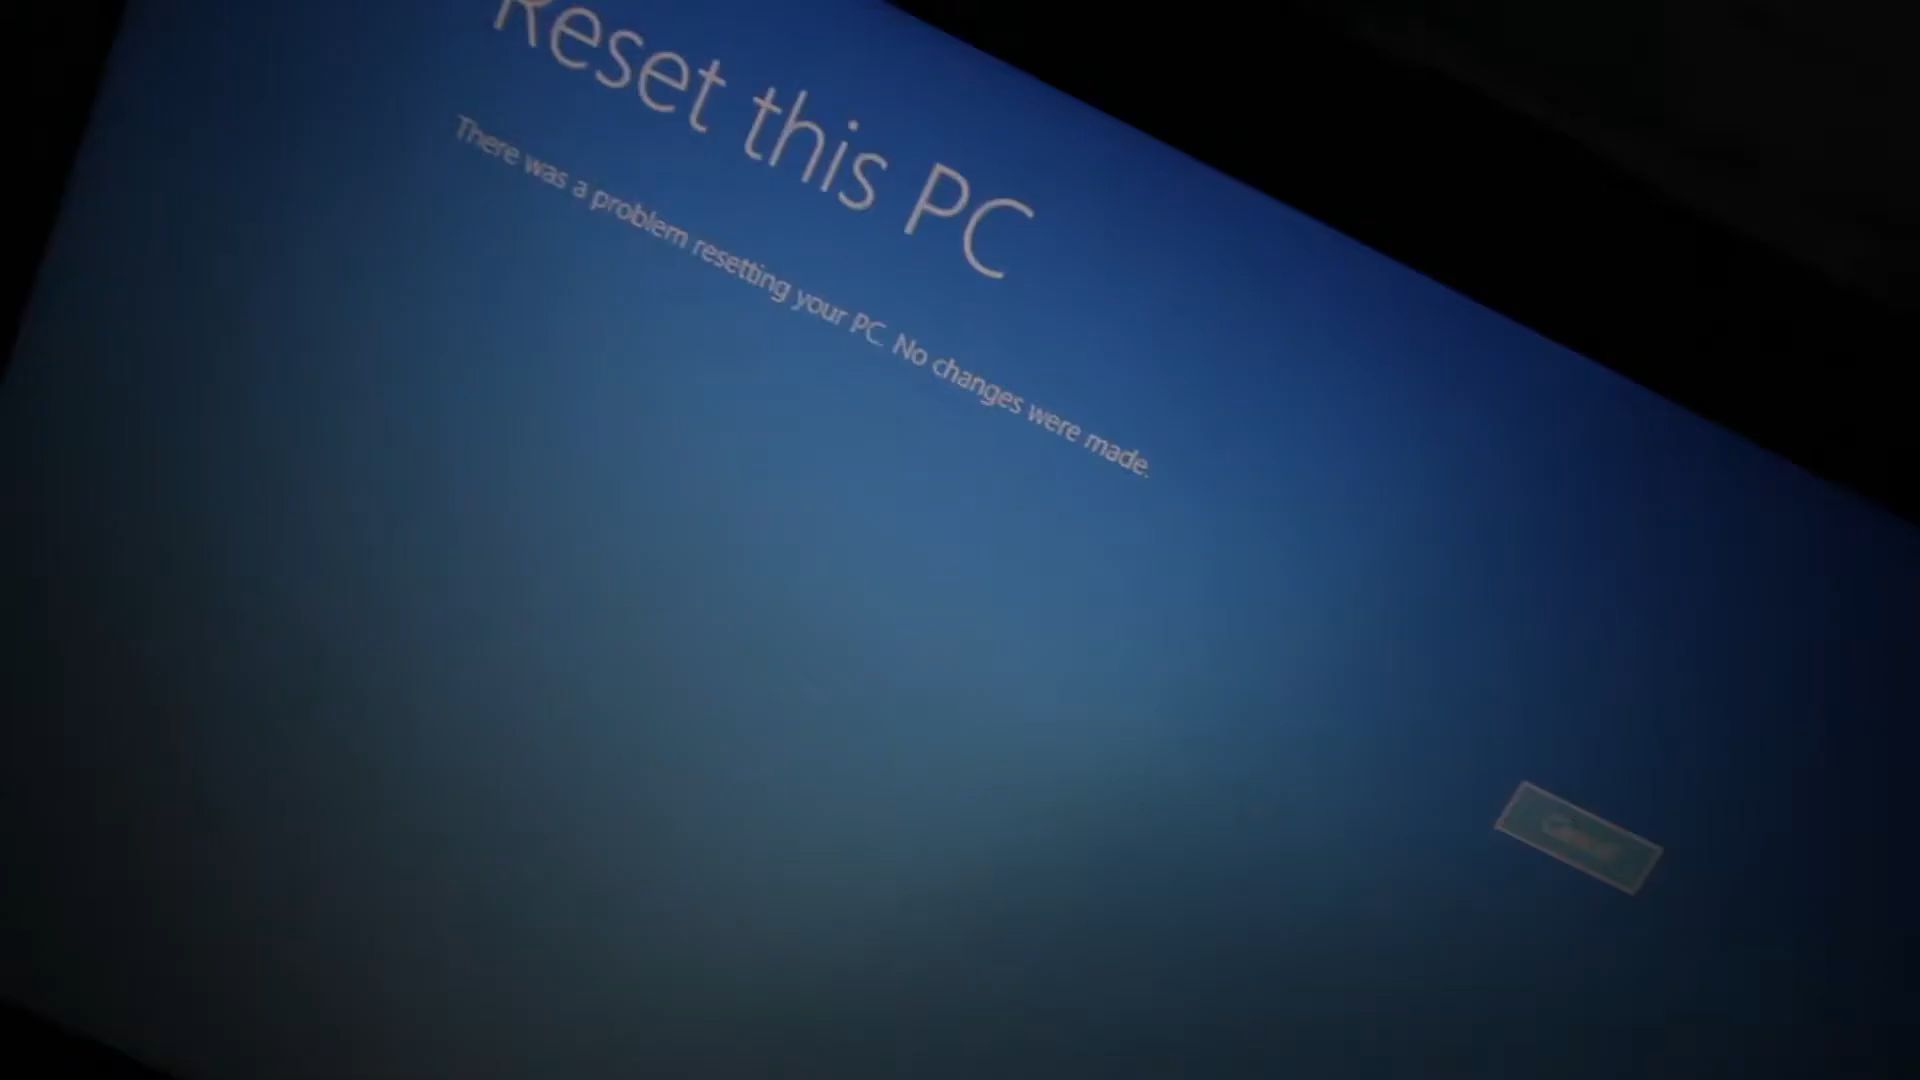 Reset this PC
There was a problem resetting your PC. No changes were made.